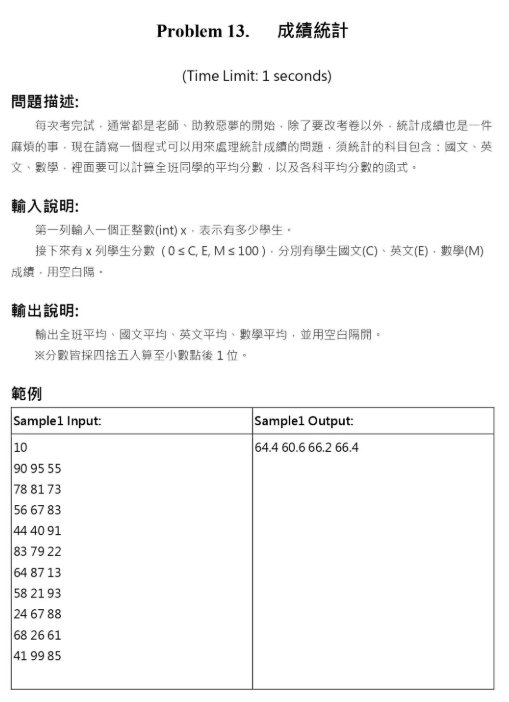 Problem 13. 成績統計
(Time Limit: 1 seconds)
問題描述:
每次考完試，通常都是老師、助教惡夢的開始，除了要改考卷以外，統計成績也是一件
麻煩的事，現在請寫一個程式可以用來處理統計成績的問題，須統計的科目包含：國文、英
文、數學，裡面要可以計算全班同學的平均分數，以及各科平均分數的函式。
輸入說明:
第一列輸入一個正整數(int) x，表示有多少學生。
接下來有 x 列學生分數（0 ≤ C, E, M ≤ 100），分別有學生國文(C)、英文(E)，數學(M)
成績，用空白隔。
輸出說明:
輸出全班平均、國文平均、英文平均、數學平均，並用空白隔開。
※分數皆採四捨五入算至小數點後 1 位。
範例
Sample1 Input:
Sample1 Output:
10
64.4 60.6 66.2 66.4
90 95 55
78 81 73
56 67 83
44 40 91
83 79 22
64 87 13
58 21 93
24 67 88
68 26 61
41 99 85